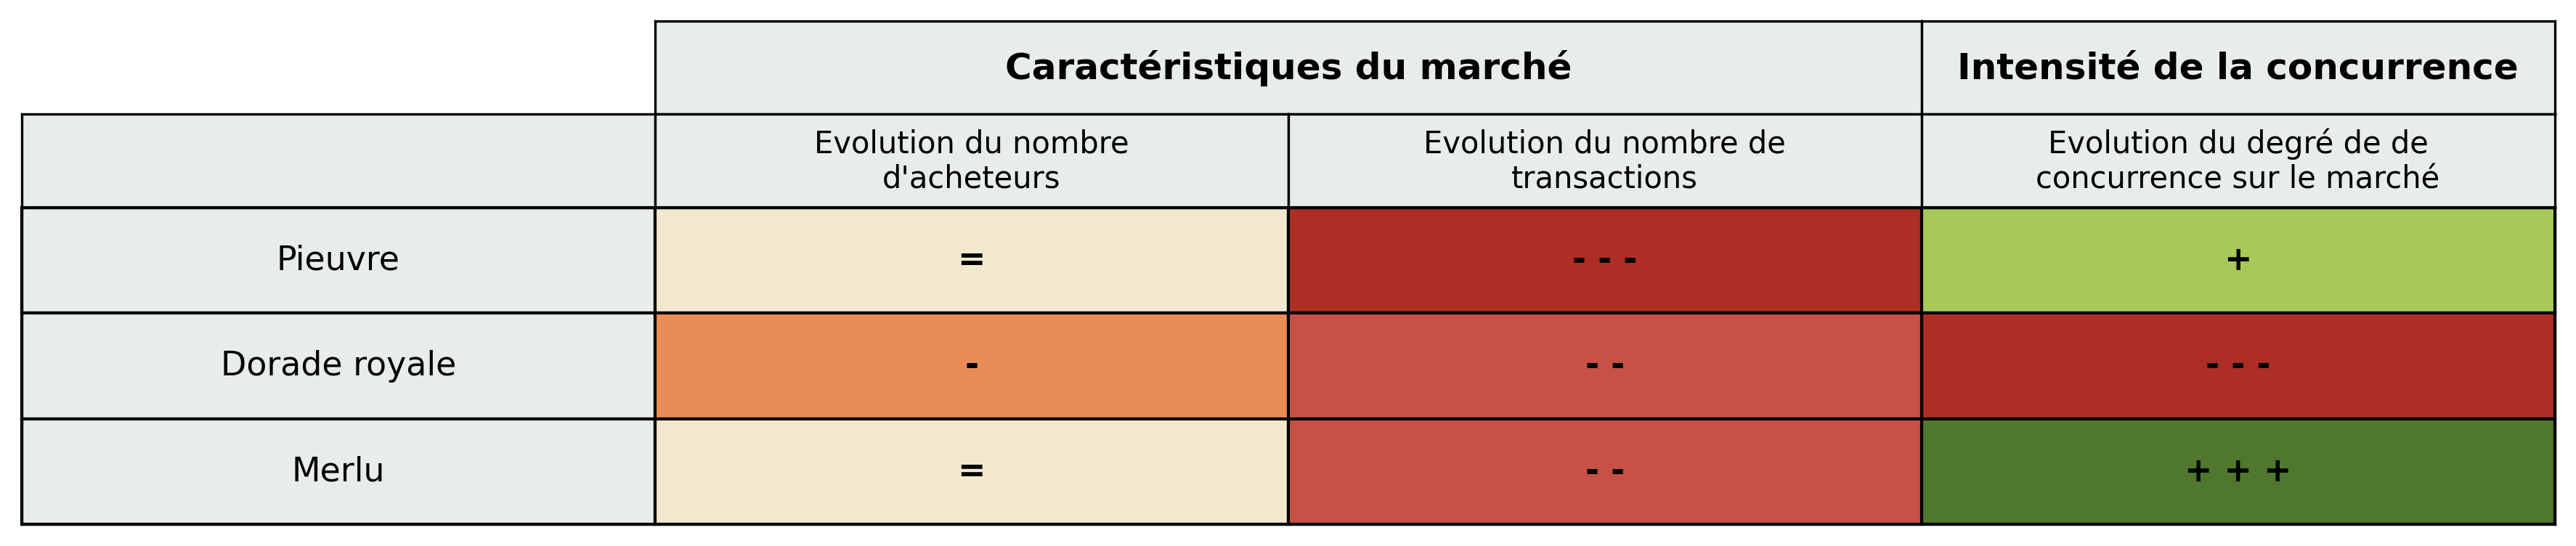 Caractéristiques du marché
Intensité de la concurrence
Evolution du nombre
d'acheteurs
Evolution du nombre de
transactions
Evolution du degré de de
concurrence sur le marché
Pieuvre
=
- - -
+
Dorade royale
-
- -
- - -
Merlu
=
- -
+ + +